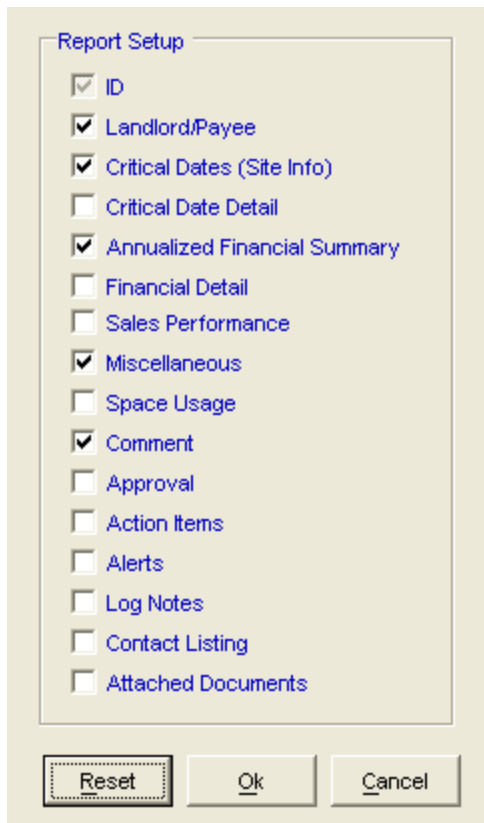 Report Setup
ID
Landlord/Payee
Critical Dates (Site Info)
Critical Date Detail
Annualized Financial Summary
Financial Detail
Sales Performance
Miscellaneous
Space Usage
Comment
Approval
Action Items
Alerts
Log Notes
Contact Listing
Attached Documents
Reset Ok Cancel